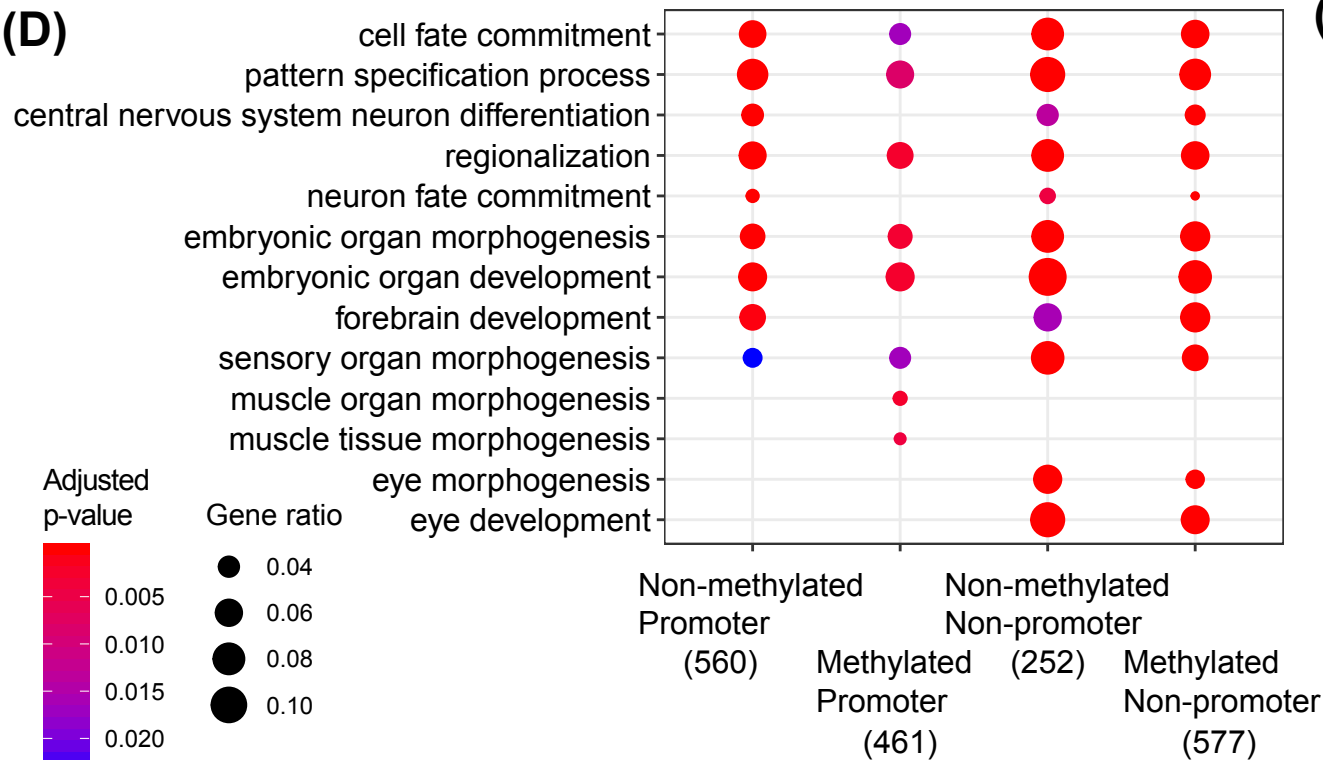 (D)
(
cell fate commitment
pattern specification process
central nervous system neuron differentiation
regionalization
neuron fate commitment
embryonic organ morphogenesis
embryonic organ development
forebrain development
sensory organ morphogenesis
muscle organ morphogenesis
muscle tissue morphogenesis
eye morphogenesis
eye development
Adjusted
p-value
0.005
0.010
0.015
0.020
Gene ratio
0.04
0.06
0.08
0.10
Non-methylated
Promoter
(560)
Methylated
Promoter
(461)
Non-methylated
Non-promoter
(252)
Methylated
Non-promoter
(577)